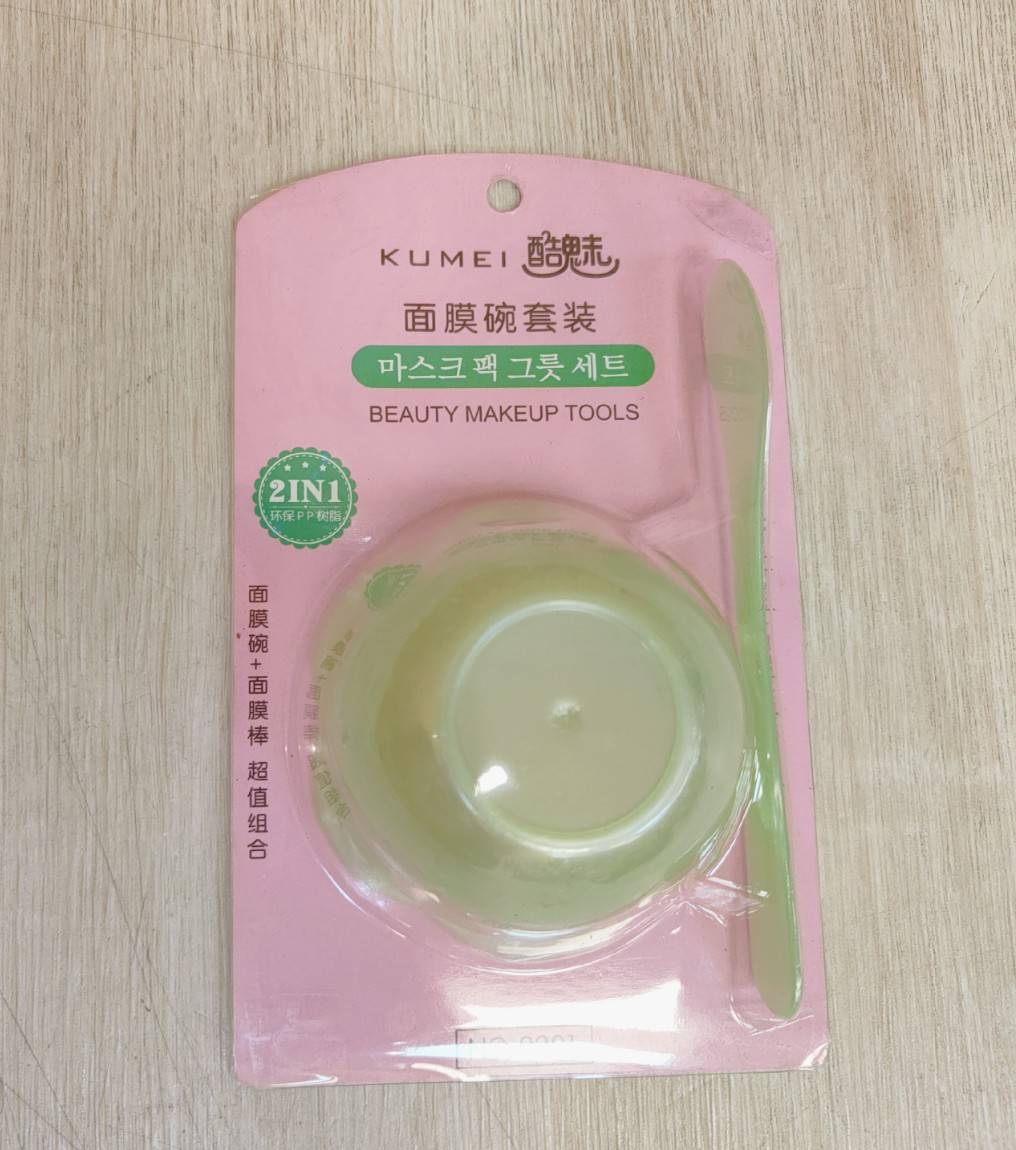 KUMEI 酷魅
面膜碗套装
마스크 팩 그릇 세트
BEAUTY MAKEUP TOOLS
2IN1
环保PP树脂
面膜碗+面膜棒 超值组合